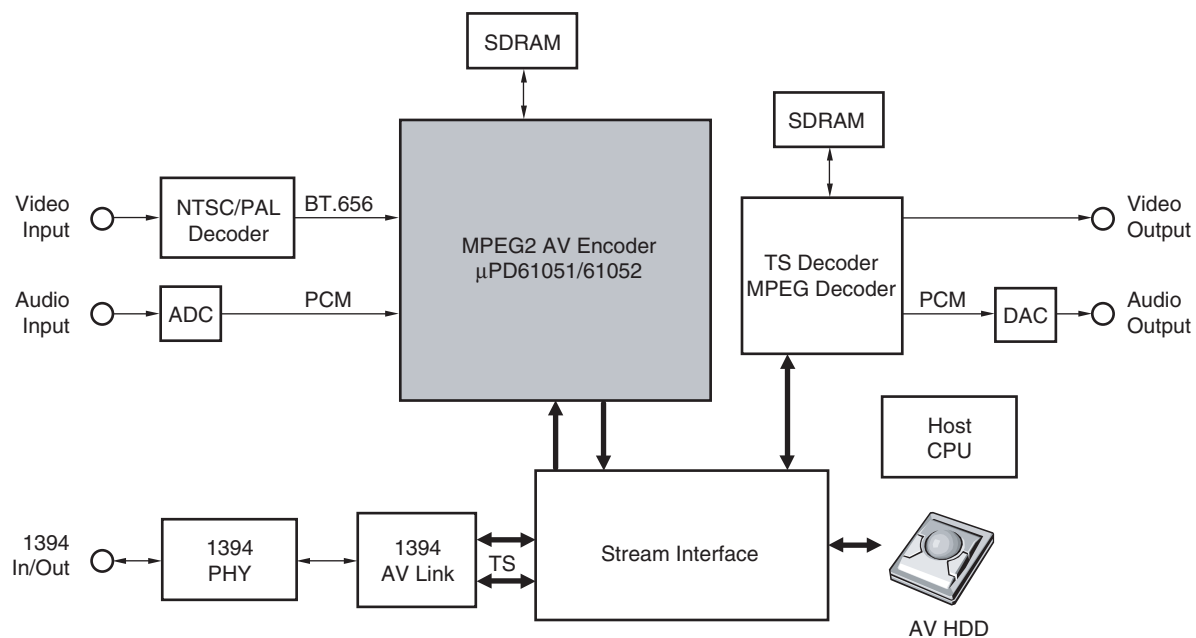 SDRAM
SDRAM
Video
Input
NTSC/PAL
Decoder
BT.656
MPEG2 AV Encoder
μPD61051/61052
TS Decoder
MPEG Decoder
Video
Output
Audio
Input
ADC
PCM
PCM
DAC
Audio
Output
Host
CPU
1394
In/Out
1394
PHY
1394
AV Link
TS
Stream Interface
AV HDD